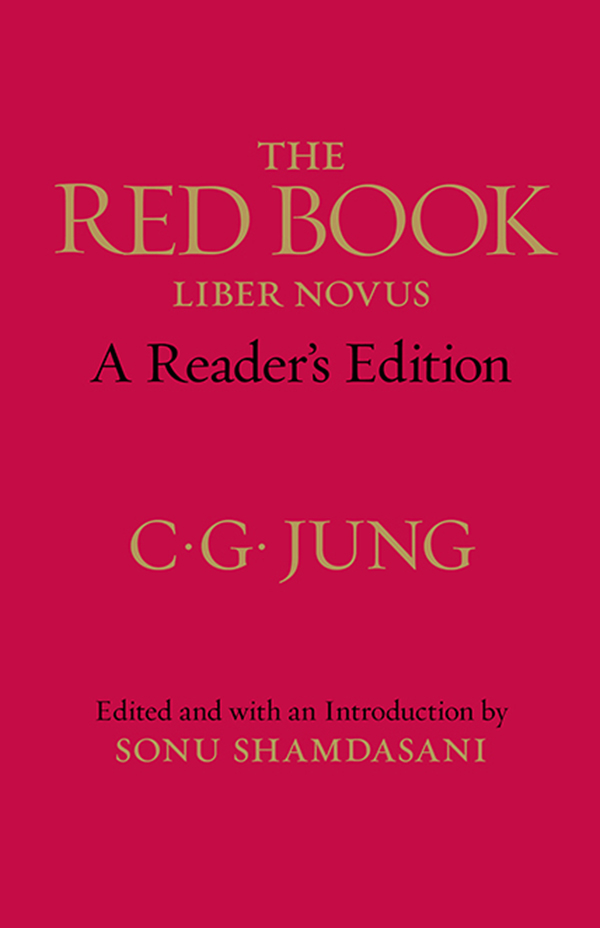 THE
RED BOOK
LIBER NOVUS
A Reader's Edition
C·G· JUNG
Edited and with an Introduction by
SONU SHAMDASANI